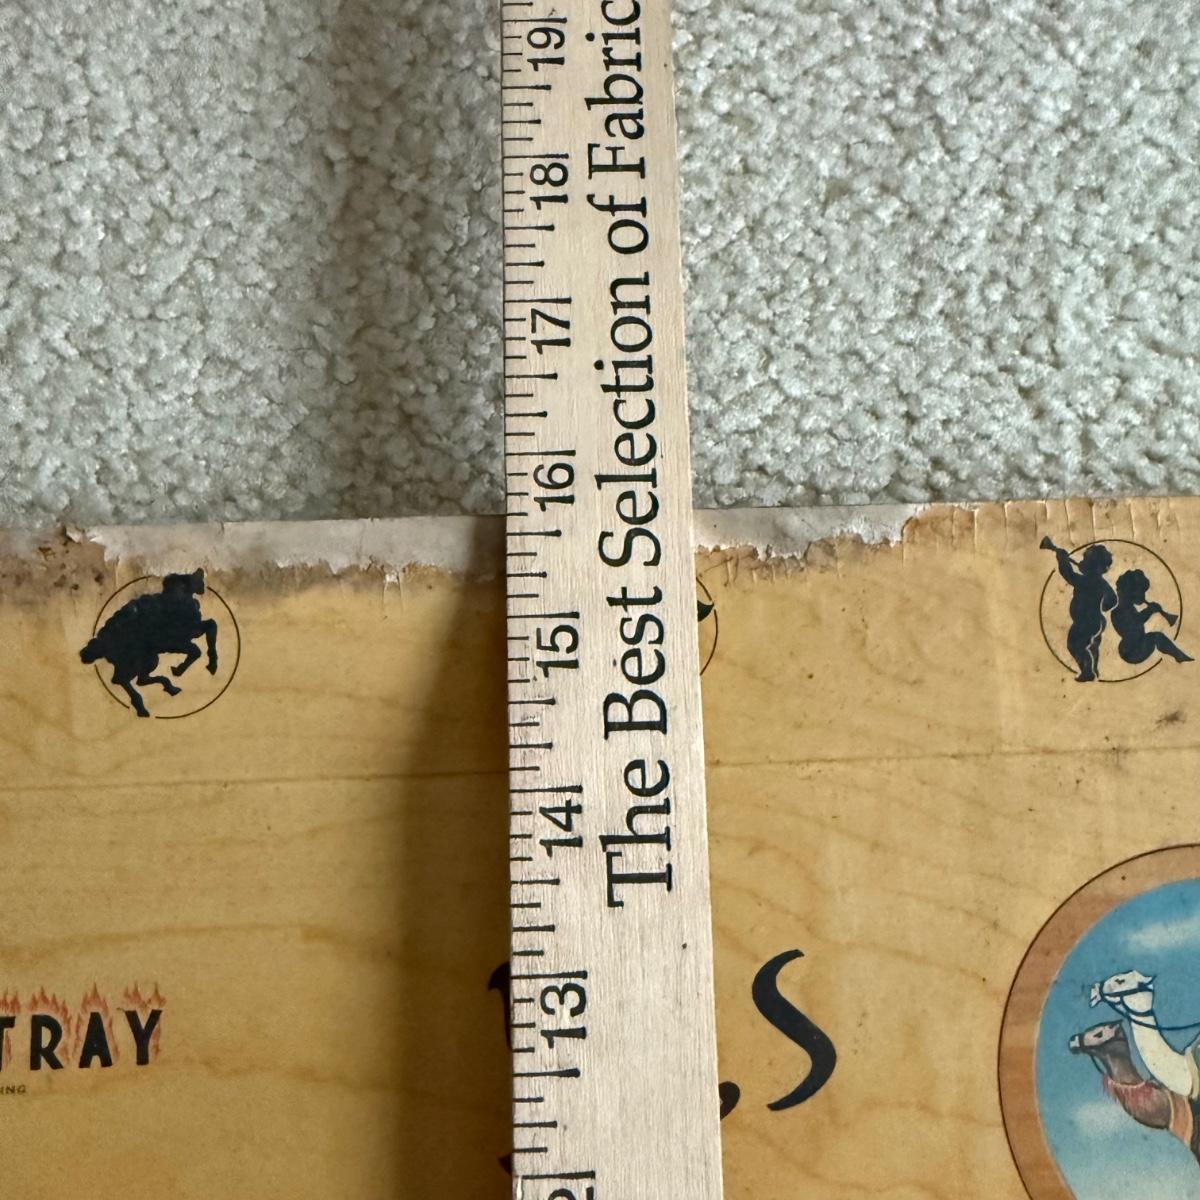 19
18
17
16
15
14
13
The Best Selection of Fabric
TRAY
s